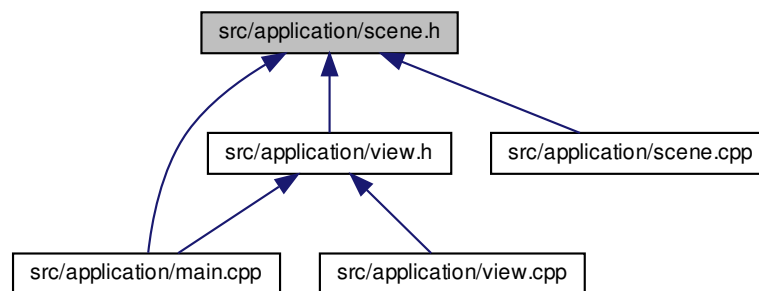 src/application/scene.h
src/application/view.h
src/application/scene.cpp
src/application/main.cpp
src/application/view.cpp